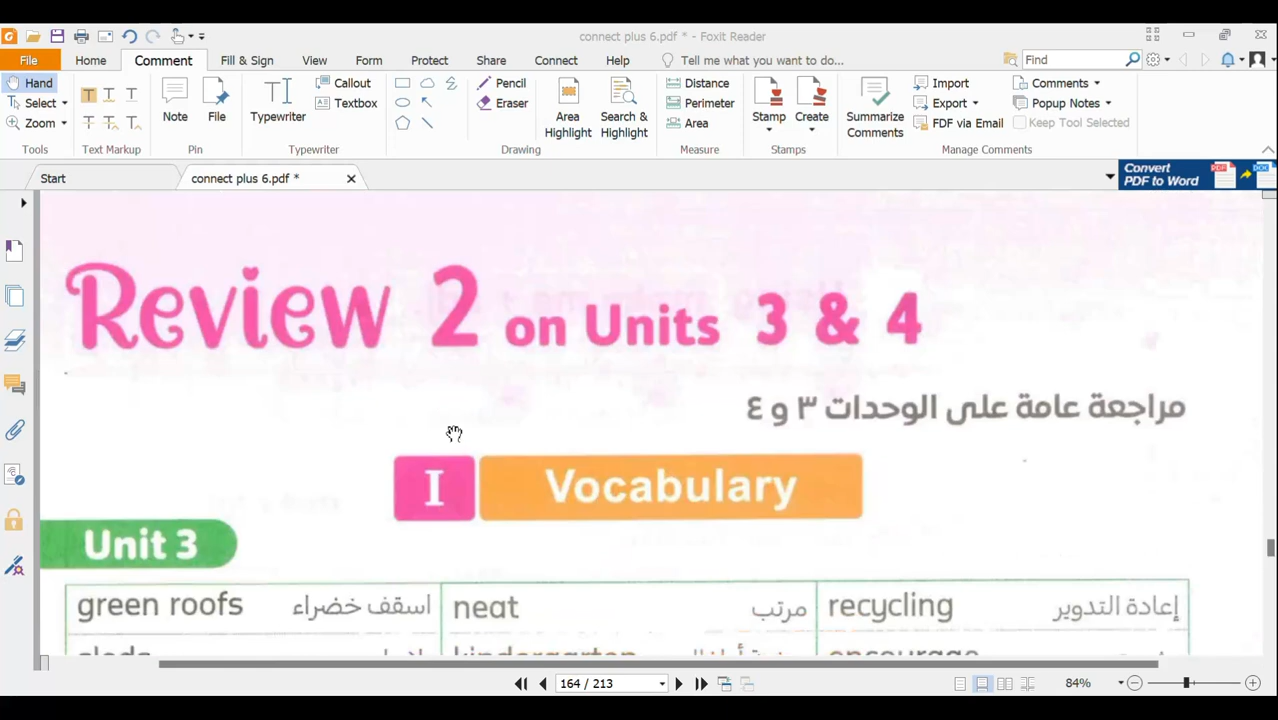 connect plus 6.pdf * - Foxit Reader
File Home Comment Fill & Sign View Form Protect Share Connect Help Tell me what you want to do... Find
Hand Callout Pencil Distance Import Comments
Select Note File Typewriter Textbox Eraser Area Highlight Search & Highlight Perimeter Stamp Create Summarize Comments Export Popup Notes
Zoom Area FDF via Email Keep Tool Selected
Tools Text Markup Pin Typewriter Drawing Measure Stamps Manage Comments
Start connect plus 6.pdf * Convert PDF to Word
Review 2 on Units 3 & 4
مراجعة عامة على الوحدات ٣ و ٤
I Vocabulary
Unit 3
green roofs اسقف خضراء neat مرتب recycling إعادة التدوير
164 / 213 84%